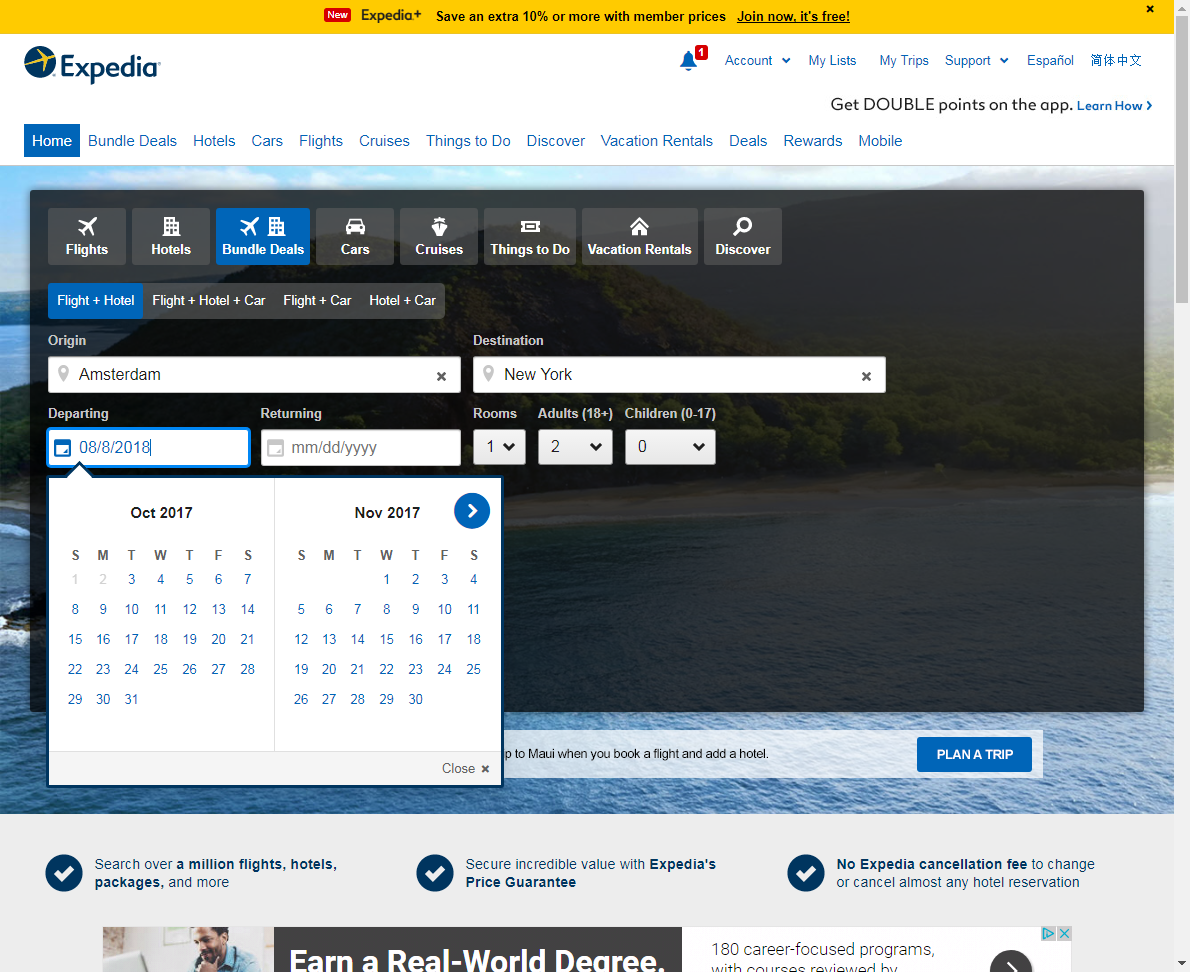 New Expedia+ Save an extra 10% or more with member prices Join now, it's free!
Expedia
1
Account My Lists My Trips Support Español 简体中文
Get DOUBLE points on the app. Learn How
Home Bundle Deals Hotels Cars Flights Cruises Things to Do Discover Vacation Rentals Deals Rewards Mobile
Flights Hotels Bundle Deals Cars Cruises Things to Do Vacation Rentals Discover
Flight + Hotel Flight + Hotel + Car Flight + Car Hotel + Car
Origin Destination
Amsterdam New York
Departing Returning Rooms Adults (18+) Children (0-17)
08/8/2018 mm/dd/yyyy 1 2 0
Oct 2017 Nov 2017
S M T W T F S S M T W T F S
1 2 3 4 5 6 7 1 2 3 4
8 9 10 11 12 13 14 5 6 7 8 9 10 11
15 16 17 18 19 20 21 12 13 14 15 16 17 18
22 23 24 25 26 27 28 19 20 21 22 23 24 25
29 30 31 26 27 28 29 30
p to Maui when you book a flight and add a hotel. PLAN A TRIP
Close
Search over a million flights, hotels, packages, and more
Secure incredible value with Expedia's Price Guarantee
No Expedia cancellation fee to change or cancel almost any hotel reservation
Earn a Real-World Degree.
180 career-focused programs,
with courses reviewed by